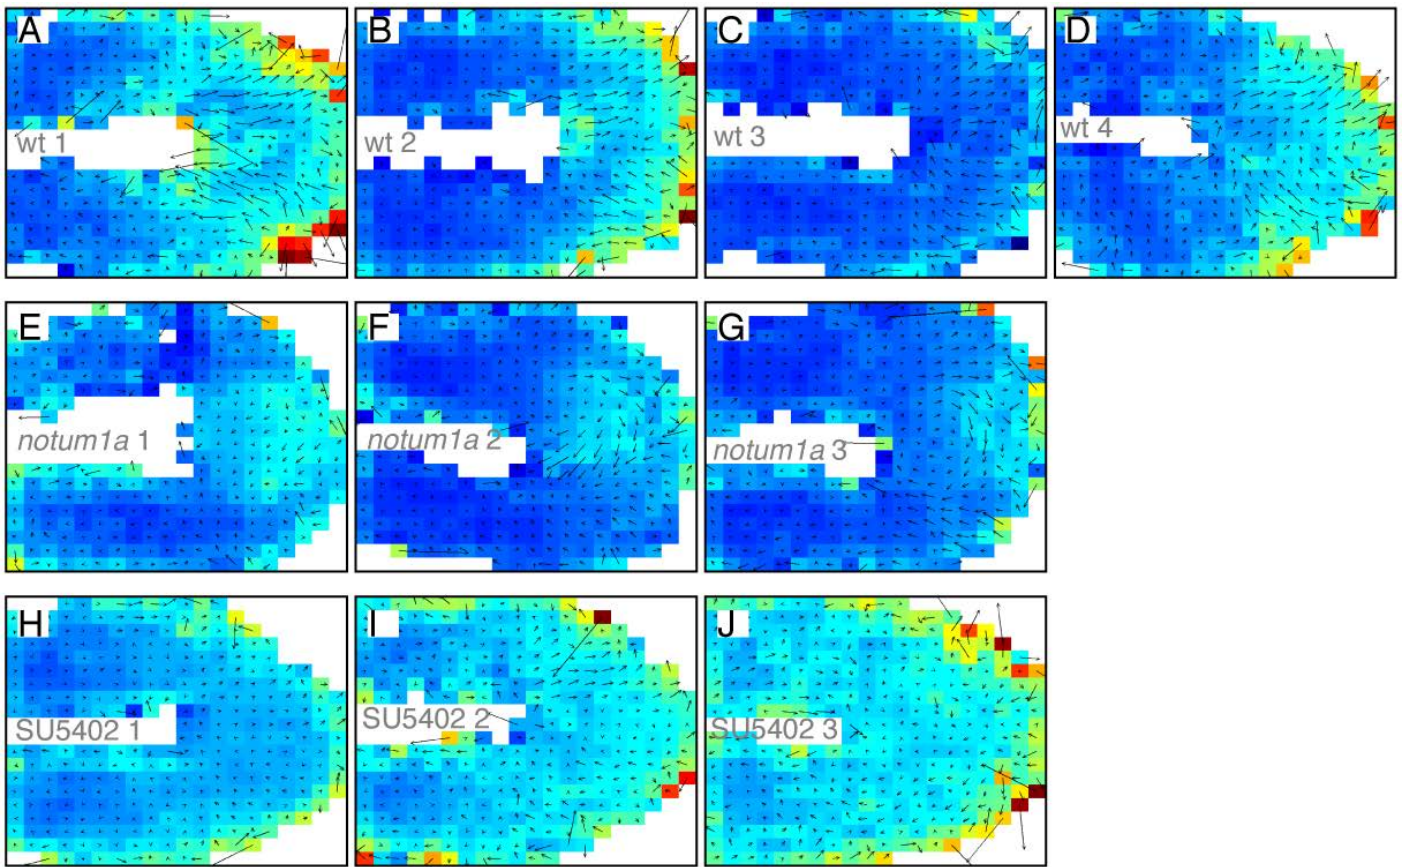 A
B
C
D
wt 1
wt 2
wt 3
wt 4
E
F
G
notum1a 1
notum1a 2
notum1a 3
H
I
J
SU5402 1
SU5402 2
SU5402 3